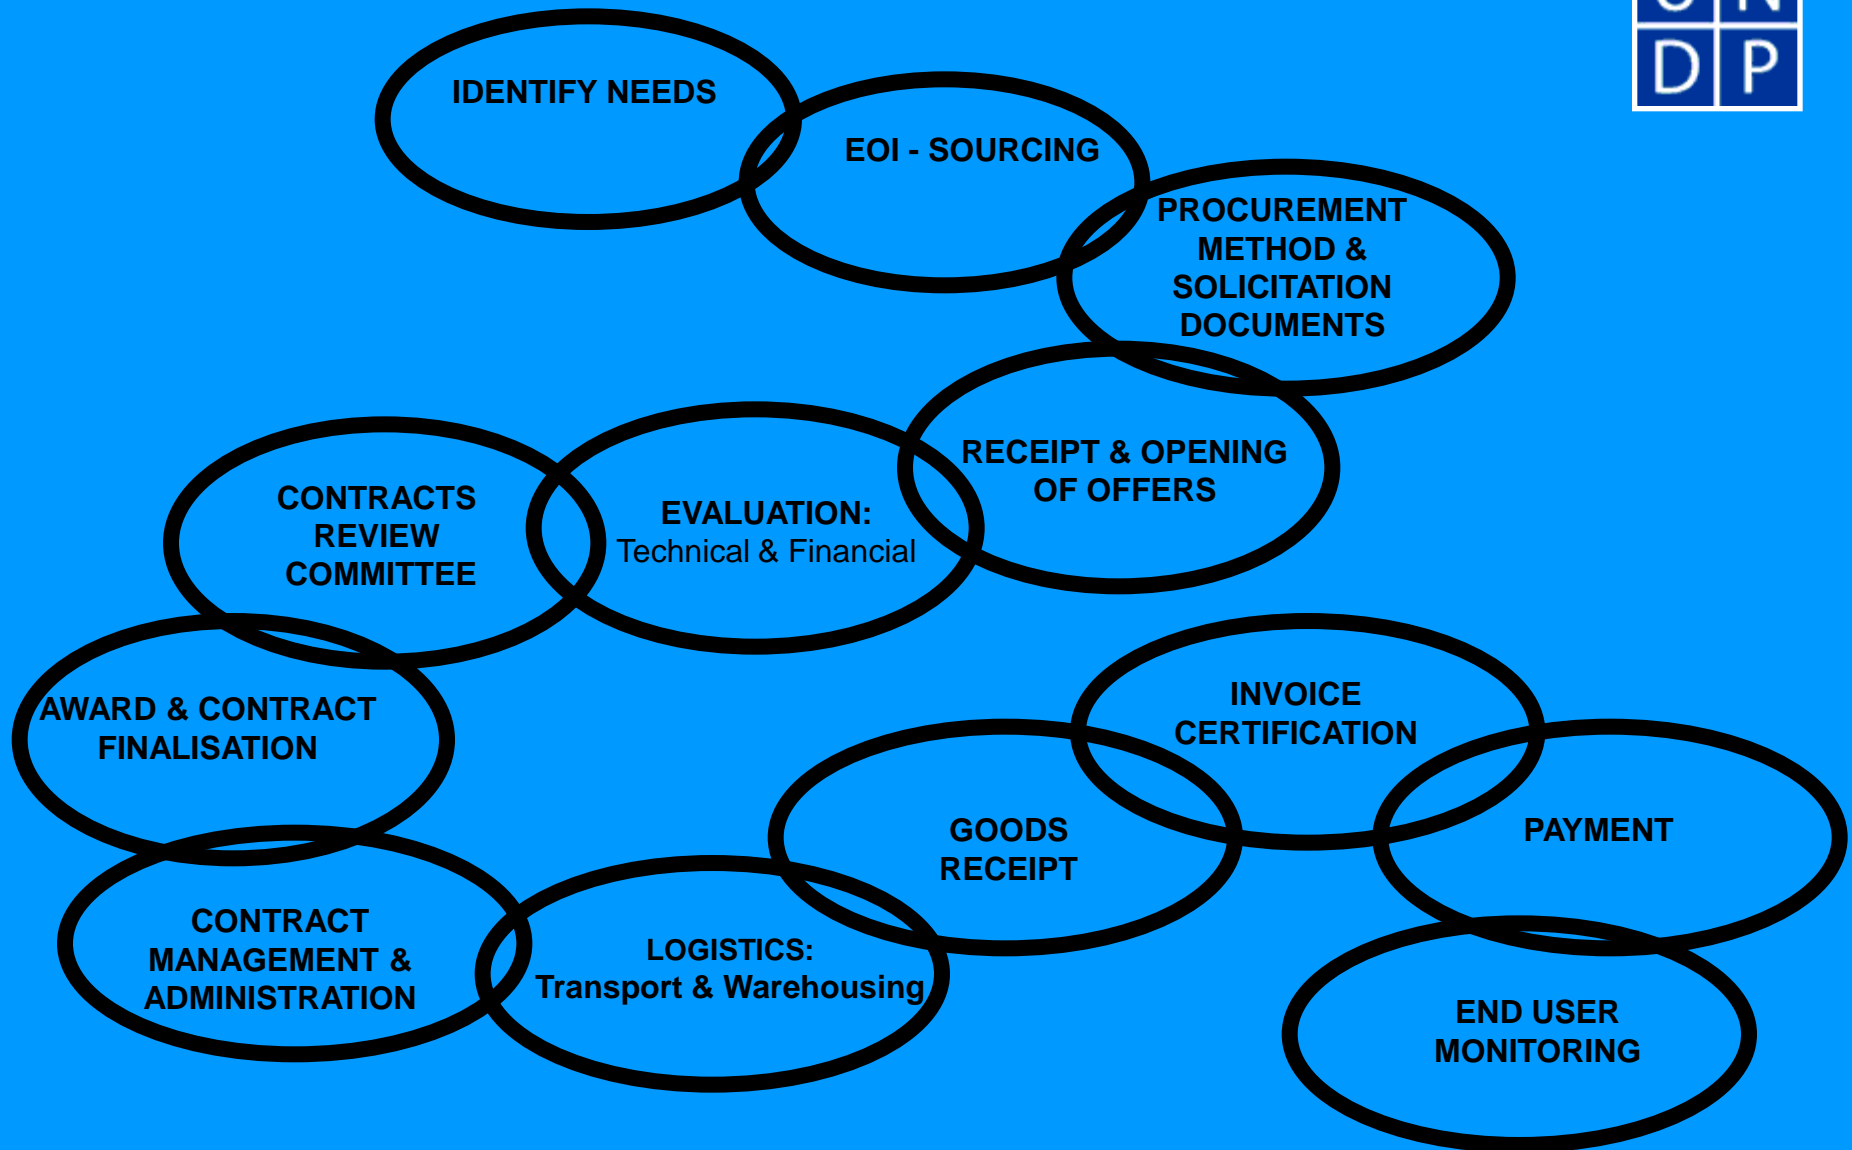 U N
D P
IDENTIFY NEEDS
EOI - SOURCING
PROCUREMENT
METHOD &
SOLICITATION
DOCUMENTS
RECEIPT & OPENING
OF OFFERS
EVALUATION:
Technical & Financial
CONTRACTS
REVIEW
COMMITTEE
AWARD & CONTRACT
FINALISATION
CONTRACT
MANAGEMENT &
ADMINISTRATION
LOGISTICS:
Transport & Warehousing
GOODS
RECEIPT
INVOICE
CERTIFICATION
PAYMENT
END USER
MONITORING